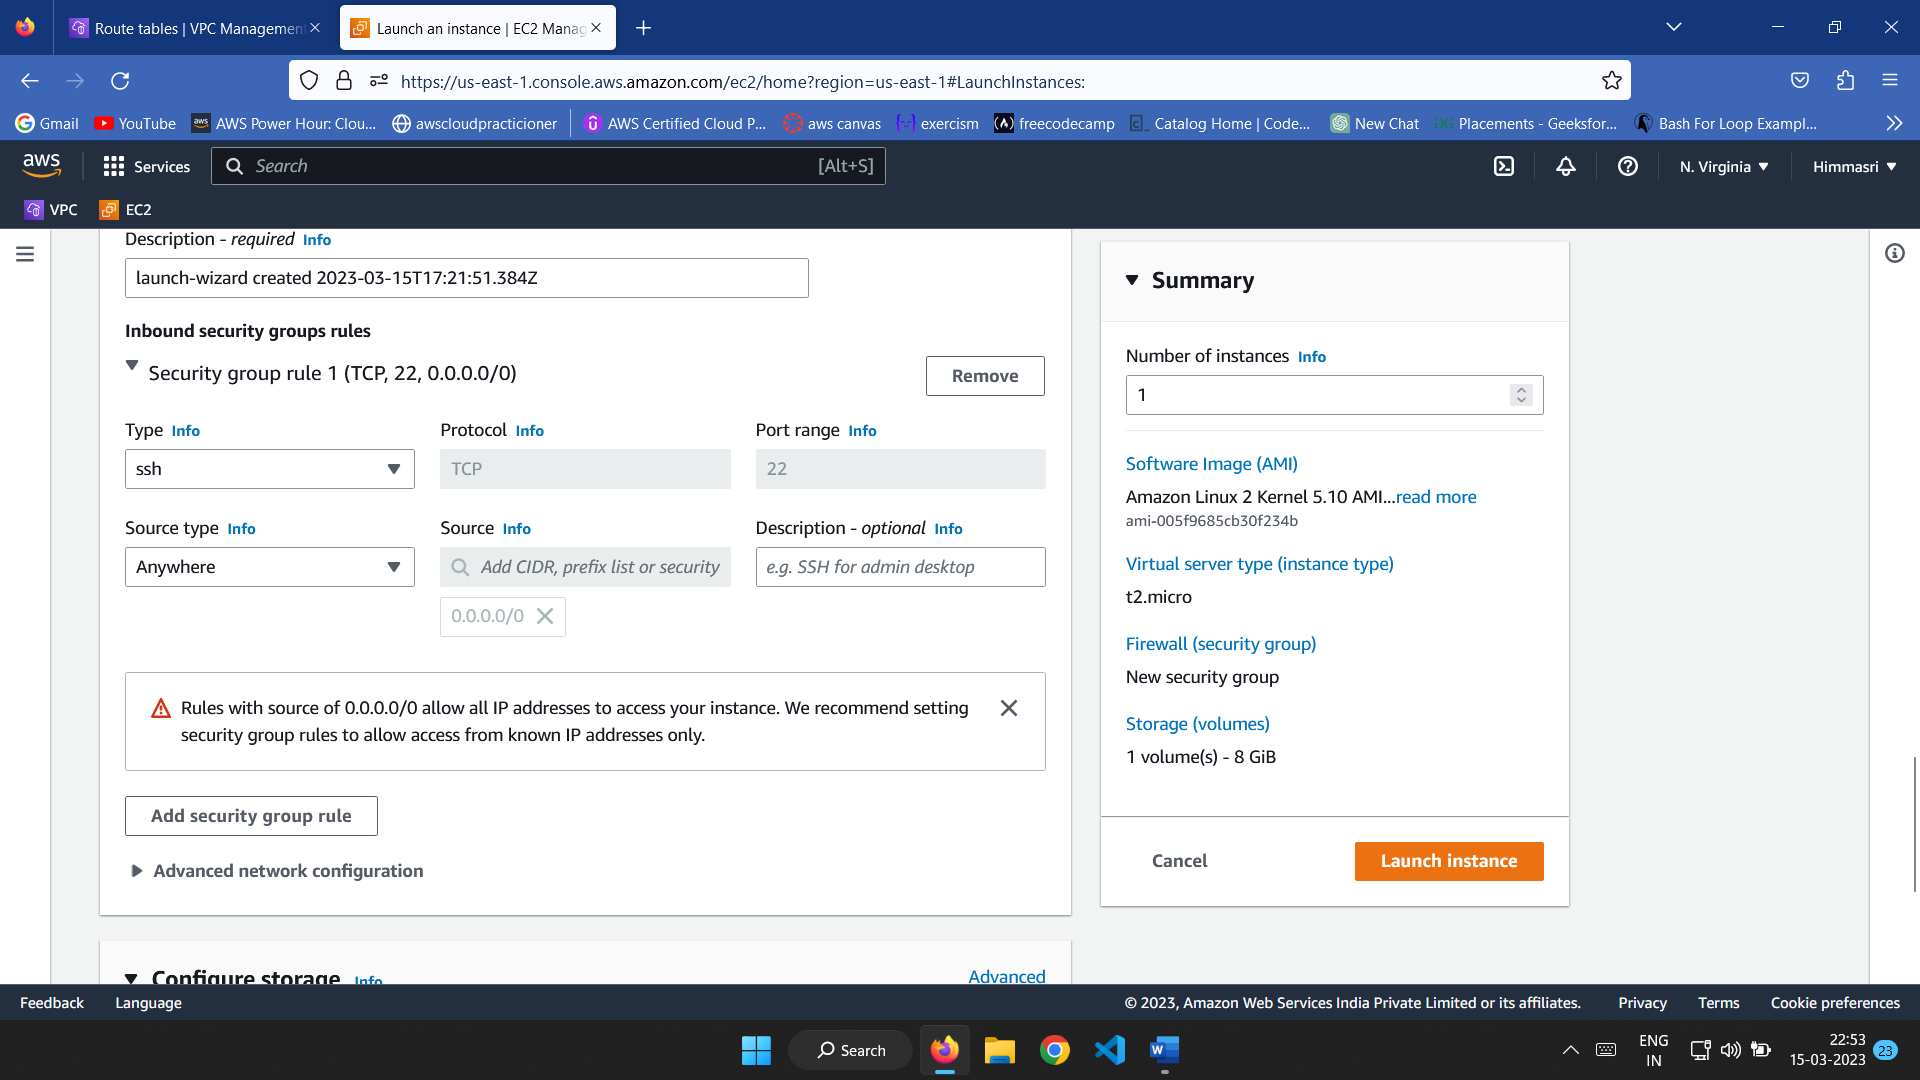 Route tables | VPC Managemen
Launch an instance | EC2 Manag
https://us-east-1.console.aws.amazon.com/ec2/home?region=us-east-1#LaunchInstances:
Gmail YouTube AWS Power Hour: Clou... awscloudpracticioner AWS Certified Cloud P... aws canvas exercism freecodecamp Catalog Home | Code... New Chat Placements - Geeksfor... Bash For Loop Exampl...
aws Services Search [Alt+S] N. Virginia Himmasri
VPC EC2
Description - required Info
launch-wizard created 2023-03-15T17:21:51.384Z
Inbound security groups rules
Security group rule 1 (TCP, 22, 0.0.0.0/0)
Remove
Type Info Protocol Info Port range Info
ssh TCP 22
Source type Info Source Info Description - optional Info
Anywhere Add CIDR, prefix list or security e.g. SSH for admin desktop
0.0.0.0/0
Rules with source of 0.0.0.0/0 allow all IP addresses to access your instance. We recommend setting
security group rules to allow access from known IP addresses only.
Add security group rule
Advanced network configuration
Configure storage Info Advanced
Summary
Number of instances Info
1
Software Image (AMI)
Amazon Linux 2 Kernel 5.10 AMI...read more
ami-005f9685cb30f234b
Virtual server type (instance type)
t2.micro
Firewall (security group)
New security group
Storage (volumes)
1 volume(s) - 8 GiB
Cancel Launch instance
Feedback Language © 2023, Amazon Web Services India Private Limited or its affiliates. Privacy Terms Cookie preferences
Search
ENG
IN
22:53
15-03-2023
23